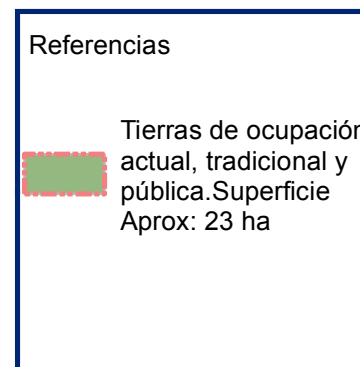 Referencias
Tierras de ocupación
actual, tradicional y
pública.Superficie
Aprox: 23 ha